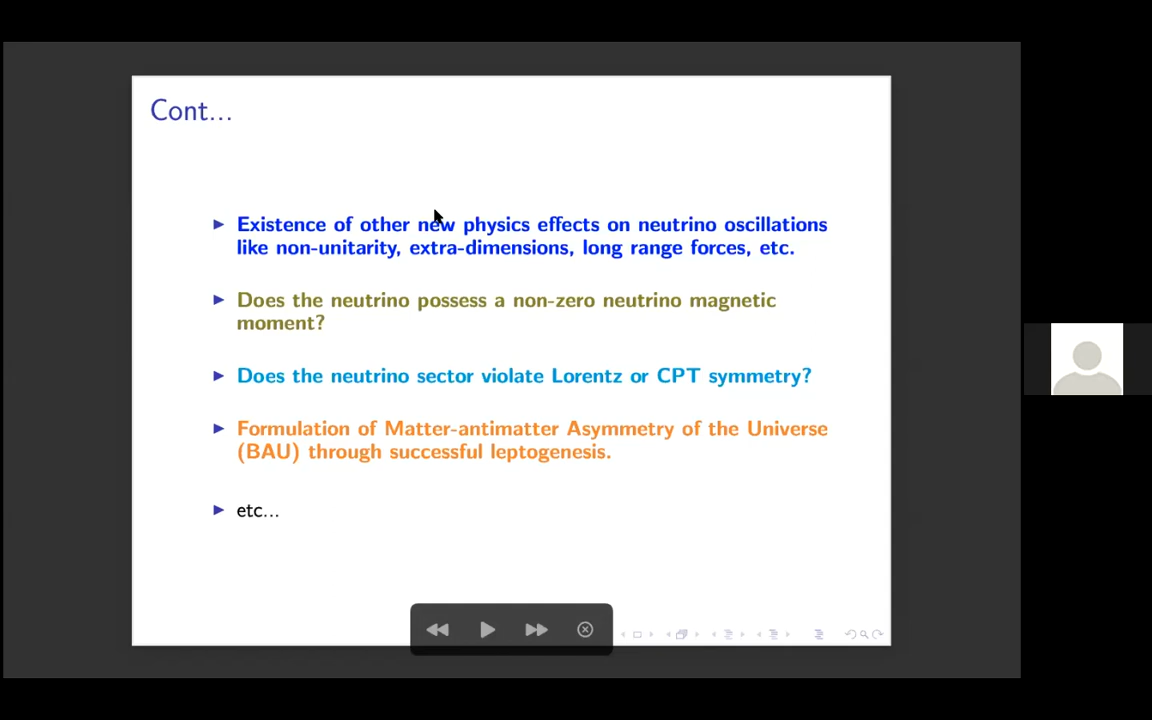 Cont...
Existence of other new physics effects on neutrino oscillations
like non-unitarity, extra-dimensions, long range forces, etc.
Does the neutrino possess a non-zero neutrino magnetic
moment?
Does the neutrino sector violate Lorentz or CPT symmetry?
Formulation of Matter-antimatter Asymmetry of the Universe
(BAU) through successful leptogenesis.
etc...